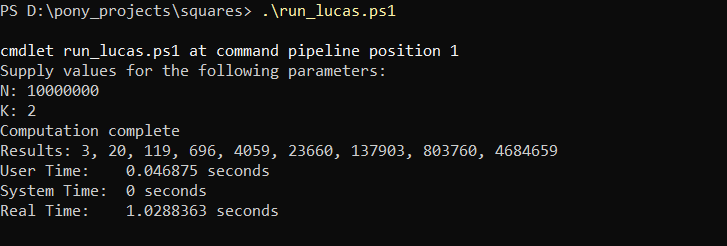 PS D:\pony_projects\squares> .\run_lucas.ps1
cmdlet run_lucas.ps1 at command pipeline position 1
Supply values for the following parameters:
N: 10000000
K: 2
Computation complete
Results: 3, 20, 119, 696, 4059, 23660, 137903, 803760, 4684659
User Time:    0.046875 seconds
System Time:  0 seconds
Real Time:    1.0288363 seconds